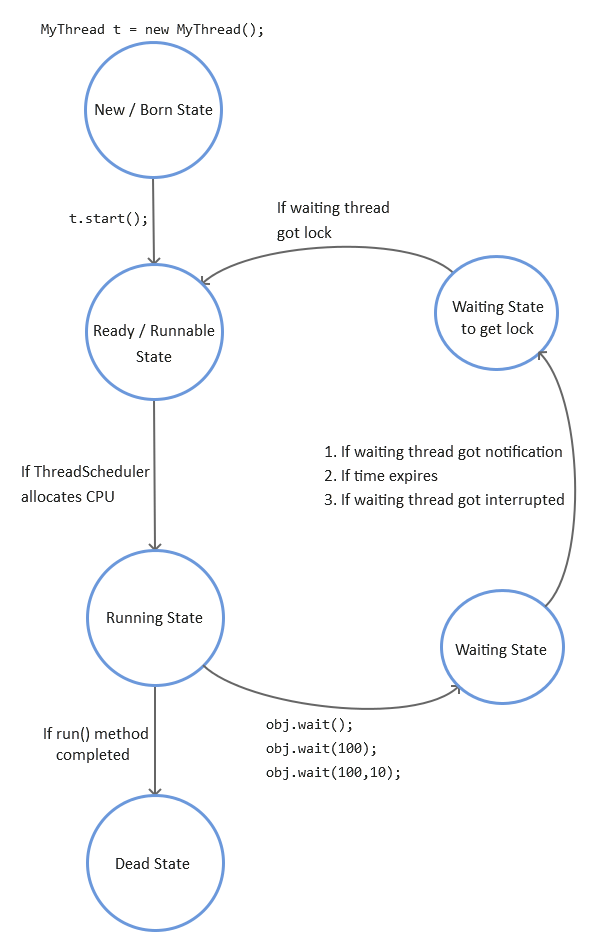 MyThread t = new MyThread();
New / Born State
t.start();
If waiting thread
got lock
Ready / Runnable
State
Waiting State
to get lock
If ThreadScheduler
allocates CPU
1. If waiting thread got notification
2. If time expires
3. If waiting thread got interrupted
Running State
Waiting State
If run() method
completed
obj.wait();
obj.wait(100);
obj.wait(100,10);
Dead State